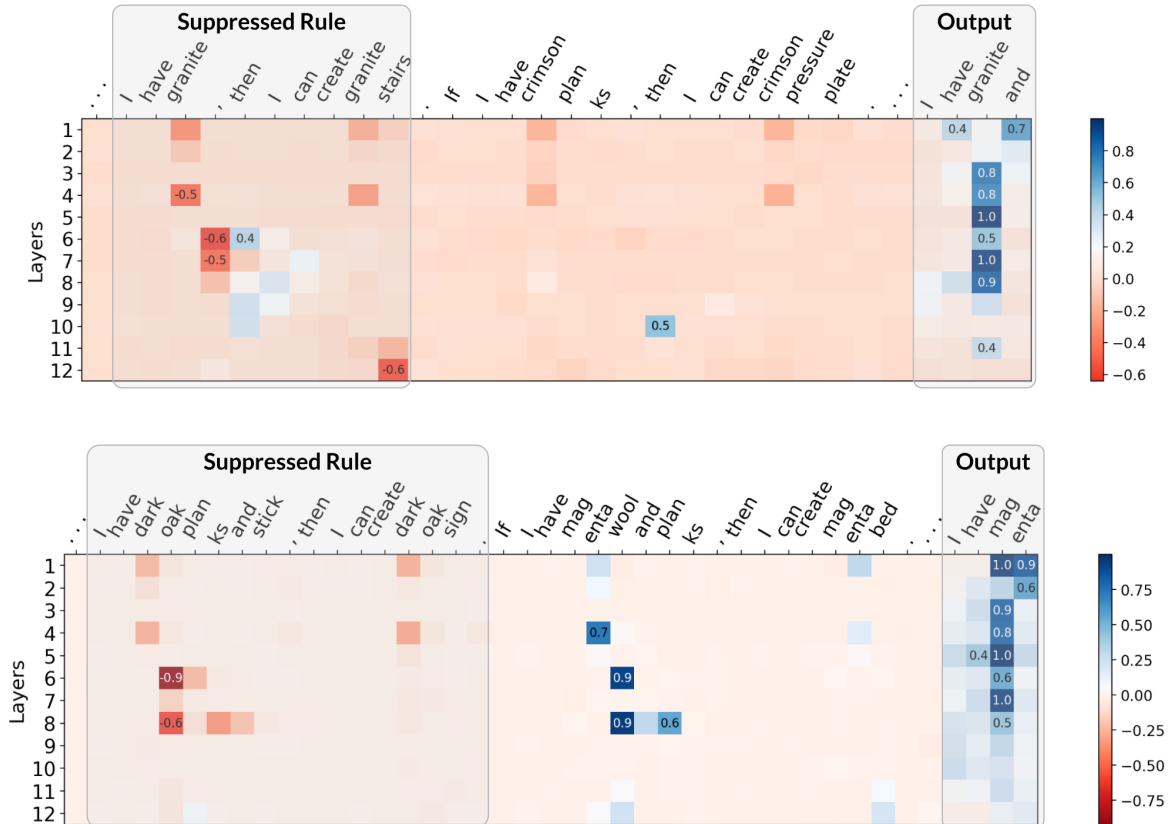 Suppressed Rule Output
... I have granite , then I can create granite stairs . If I have crimson plan ks , then I can create crimson pressure plate . ... I have granite and
Layers
1 0.4 0.7
2
3 0.8
4 -0.5 0.8
5 1.0
6 -0.6 0.4 0.5
7 -0.5 1.0
8 0.9
9
10 0.5
11 0.4
12 -0.6
0.8
0.6
0.4
0.2
0.0
−0.2
−0.4
−0.6
Suppressed Rule Output
... I have dark oak plan ks and stick , then I can create dark oak sign . If I have mag enta wool and plan ks , then I can create mag enta bed . ... I have mag enta
Layers
1 1.0 0.9
2 0.6
3 0.9
4 0.7 0.8
5 0.4 1.0
6 -0.9 0.9 0.6
7 1.0
8 -0.6 0.9 0.6 0.5
9
10
11
12
0.75
0.50
0.25
0.00
−0.25
−0.50
−0.75